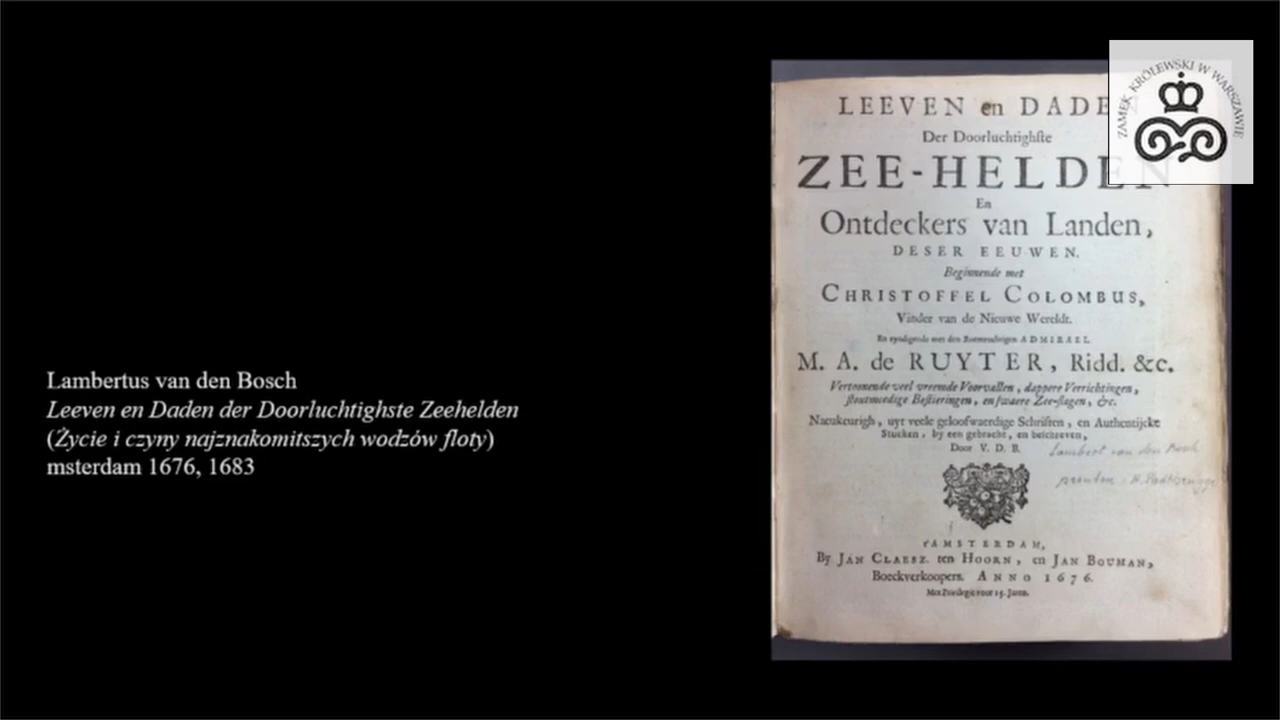 Lambertus van den Bosch
Leeven en Daden der Doorluchtighste Zeehelden
(Życie i czyny najznakomitszych wodzów floty)
msterdam 1676, 1683
ZAMEK KRÓLEWSKI W WARSZAWIE
LEEVEN en DADE
Der Doorluchtighste
ZEE-HELDEN
En
Ontdeckers van Landen,
DESER EEUWEN.
Beginnende met
CHRISTOFFEL COLOMBUS,
Vinder van de Nieuwe Wereldt.
En eyndigende met den Roemruchtigen ADMIRAEL
M. A. de RUYTER, Ridd. &c.
Vertoonende veel vreemde Voorvallen, dappere Verrichtingen,
stoutmoedige Bestieringen, en swaere Zee-slagen, &c.
Naeukeurigh, uyt veele geloofwaerdige Schriften, en Authentijcke
Stucken, by een gebracht, en beschreven,
Door V. D. B.
Lambert van den Bosch
prenten
t'AMSTERDAM,
By JAN CLAESZ. ten HOORN, en JAN BOUMAN,
Boeckverkoopers. ANNO 1676.
Met Privilegie voor 15. Jaren.